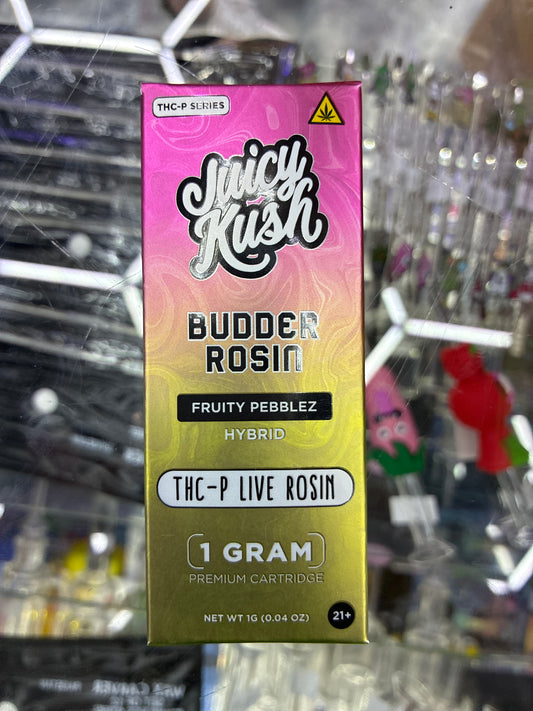 THC-P SERIES
Juicy
Kush
BUDDER
ROSIN
FRUITY PEBBLEZ
HYBRID
THC-P LIVE ROSIN
1 GRAM
PREMIUM CARTRIDGE
NET WT 1G (0.04 OZ)
21+